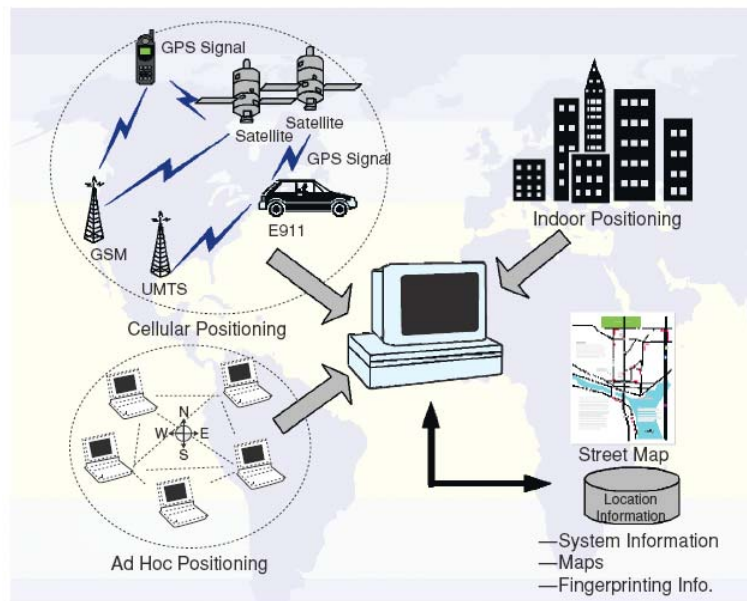 GPS Signal
Satellite
Satellite
GPS Signal
E911
GSM
UMTS
Cellular Positioning
Indoor Positioning
N
W
E
S
Ad Hoc Positioning
Street Map
Location
Information
—System Information
—Maps
—Fingerprinting Info.